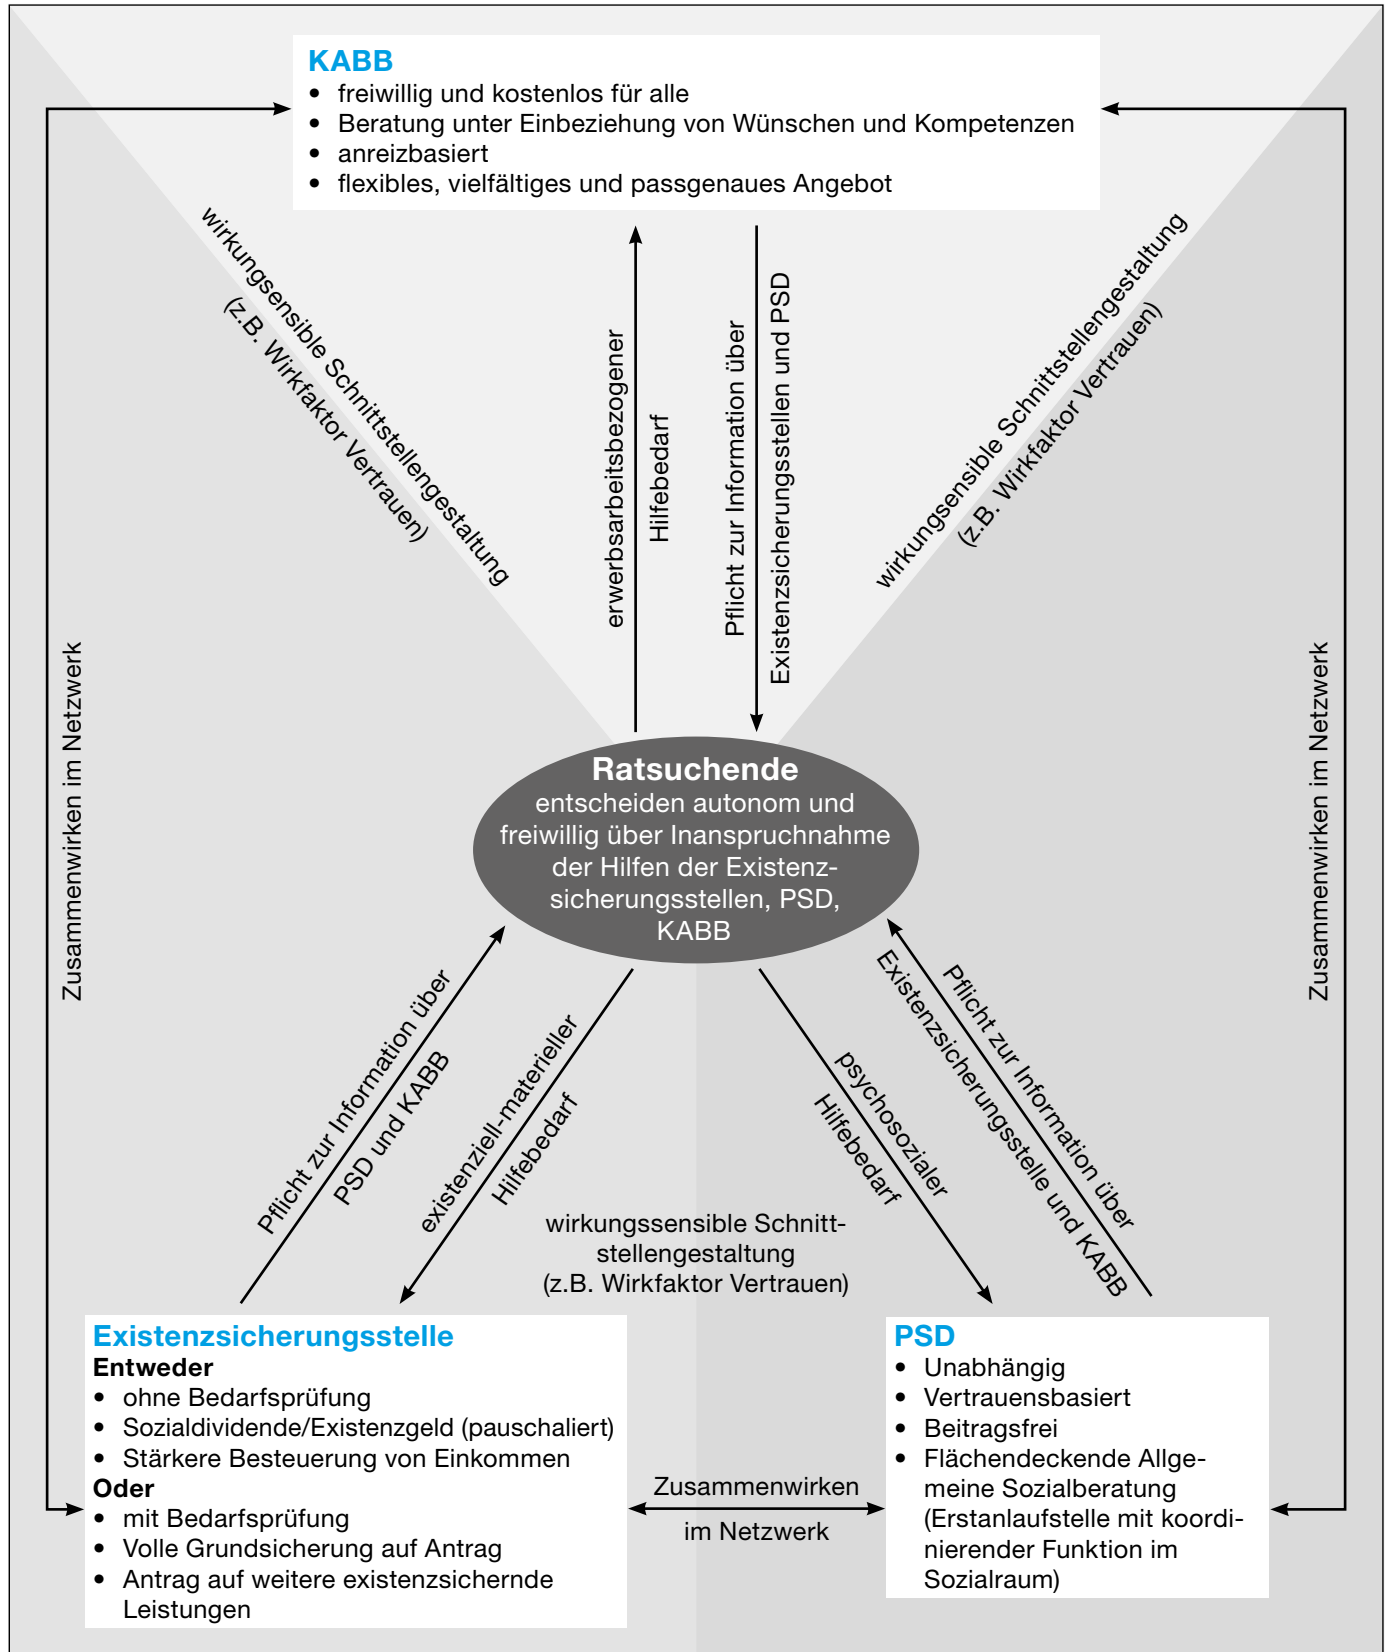 KABB
• freiwillig und kostenlos für alle
• Beratung unter Einbeziehung von Wünschen und Kompetenzen
• anreizbasiert
• flexibles, vielfältiges und passgenaues Angebot
wirkungsensible Schnittstellengestaltung
(z.B. Wirkfaktor Vertrauen)
erwerbsarbeitsbezogener
Hilfebedarf
Pflicht zur Information über
Existenzsicherungsstellen und PSD
wirkungsensible Schnittstellengestaltung
(z.B. Wirkfaktor Vertrauen)
Zusammenwirken im Netzwerk
Zusammenwirken im Netzwerk
Ratsuchende
entscheiden autonom und
freiwillig über Inanspruchnahme
der Hilfen der Existenz-
sicherungsstellen, PSD,
KABB
Pflicht zur Information über
PSD und KABB
existenziell-materieller
Hilfebedarf
psychosozialer
Hilfebedarf
Pflicht zur Information über
Existenzsicherungsstelle und KABB
wirkungssensible Schnitt-
stellengestaltung
(z.B. Wirkfaktor Vertrauen)
Existenzsicherungsstelle
Entweder
• ohne Bedarfsprüfung
• Sozialdividende/Existenzgeld (pauschaliert)
• Stärkere Besteuerung von Einkommen
Oder
• mit Bedarfsprüfung
• Volle Grundsicherung auf Antrag
• Antrag auf weitere existenzsichernde
Leistungen
Zusammenwirken
im Netzwerk
PSD
• Unabhängig
• Vertrauensbasiert
• Beitragsfrei
• Flächendeckende Allge-
meine Sozialberatung
(Erstanlaufstelle mit koordi-
nierender Funktion im
Sozialraum)